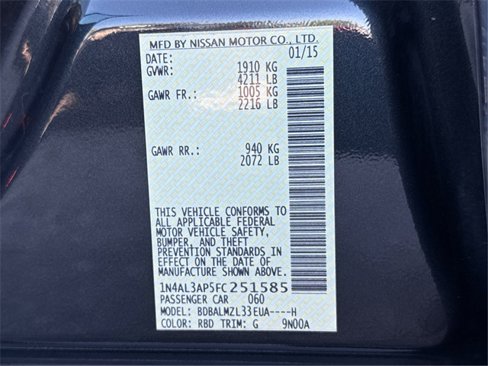 MFD BY NISSAN MOTOR CO., LTD.
DATE: 01/15
GVWR: 1910 KG
4211 LB
GAWR FR.: 1005 KG
2216 LB
GAWR RR.: 940 KG
2072 LB
THIS VEHICLE CONFORMS TO
ALL APPLICABLE FEDERAL
MOTOR VEHICLE SAFETY,
BUMPER, AND THEFT
PREVENTION STANDARDS IN
EFFECT ON THE DATE OF
MANUFACTURE SHOWN ABOVE.
1N4AL3AP5FC251585
PASSENGER CAR 060
MODEL: BDBALMZL33EUA----H
COLOR: RBD TRIM: G 9N00A